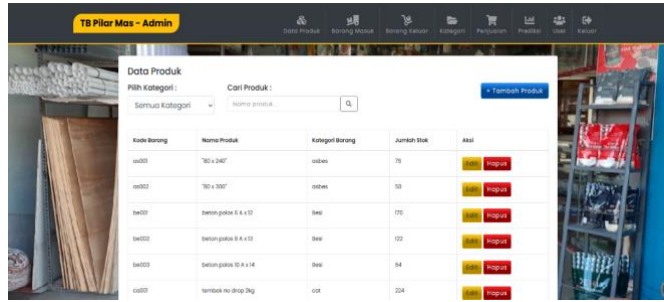 TB Pilar Mas - Admin
Data Produk Barang Masuk Barang Keluar Kategori Penjualan Prediksi User Keluar
Data Produk
Pilih Kategori : Cari Produk :
Semua Kategori Nama produk.. + Tambah Produk
Kode Barang Nama Produk Kategori Barang Jumlah Stok Aksi
as001 "80 x 240" asbes Edit Hapus
as002 "80 x 300" asbes 50 Edit Hapus
be001 beton polos 6 A x 12 Besi 170 Edit Hapus
be002 beton polos 8 A x 13 Besi 122 Edit Hapus
be003 beton polos 10 A x 14 Besi Edit Hapus
ca001 tembok no drop 2kg cat 224 Edit Hapus